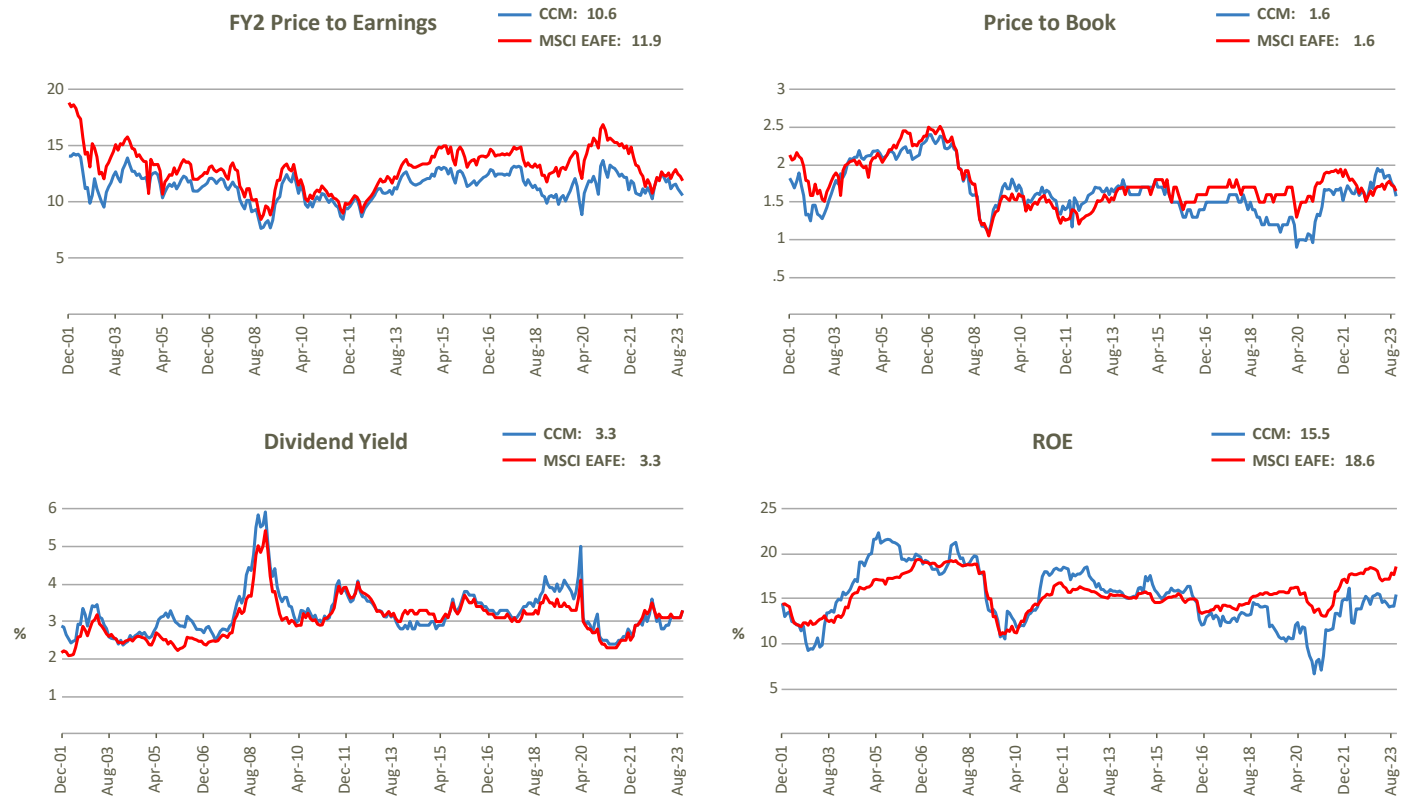 FY2 Price to Earnings
CCM: 10.6
MSCI EAFE: 11.9
20
15
10
5
Dec-01
Aug-03
Apr-05
Dec-06
Aug-08
Apr-10
Dec-11
Aug-13
Apr-15
Dec-16
Aug-18
Apr-20
Dec-21
Aug-23
Price to Book
CCM: 1.6
MSCI EAFE: 1.6
3
2.5
2
1.5
1
.5
Dec-01
Aug-03
Apr-05
Dec-06
Aug-08
Apr-10
Dec-11
Aug-13
Apr-15
Dec-16
Aug-18
Apr-20
Dec-21
Aug-23
Dividend Yield
CCM: 3.3
MSCI EAFE: 3.3
6
5
4
3
%
2
1
Dec-01
Aug-03
Apr-05
Dec-06
Aug-08
Apr-10
Dec-11
Aug-13
Apr-15
Dec-16
Aug-18
Apr-20
Dec-21
Aug-23
ROE
CCM: 15.5
MSCI EAFE: 18.6
25
20
15
%
10
5
Dec-01
Aug-03
Apr-05
Dec-06
Aug-08
Apr-10
Dec-11
Aug-13
Apr-15
Dec-16
Aug-18
Apr-20
Dec-21
Aug-23